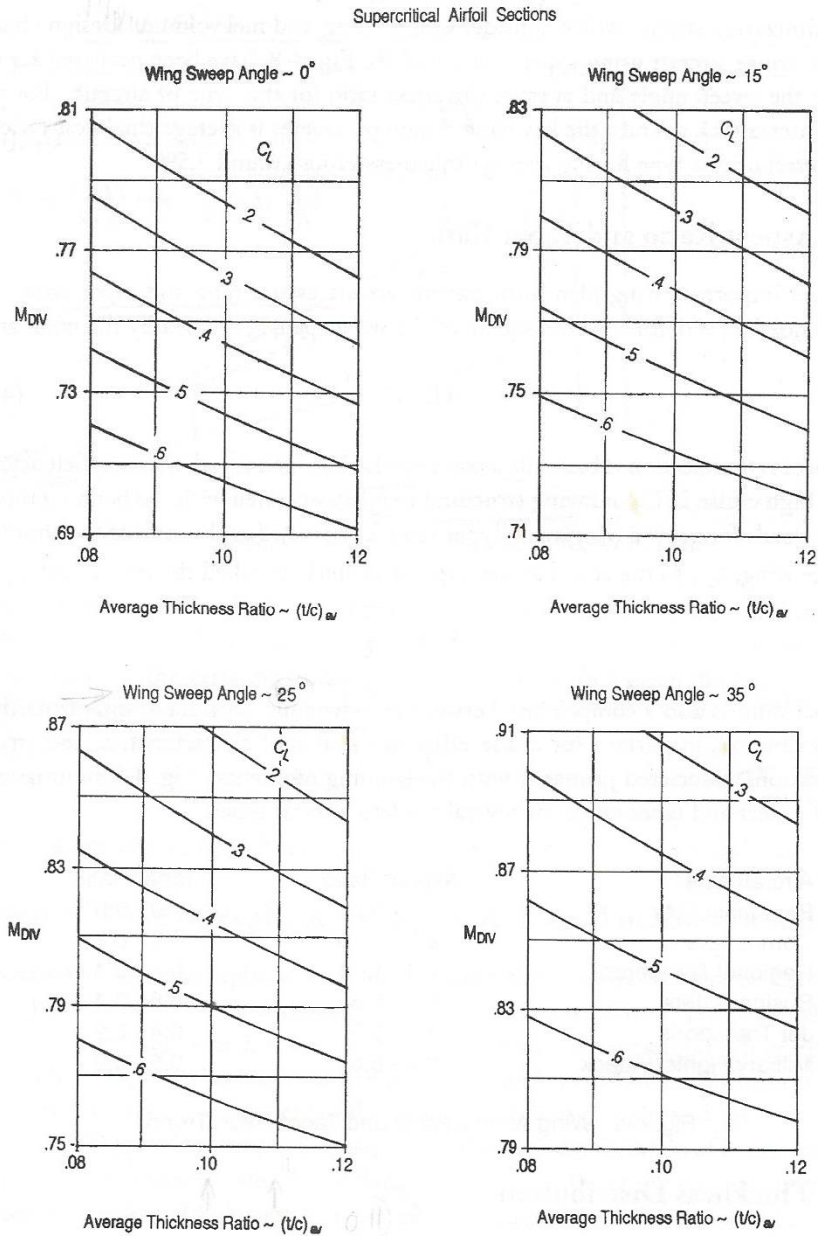 Supercritical Airfoil Sections
Wing Sweep Angle ~ 0°
.81
.77
M_DIV
.73
.69
C_L
.2
.3
.4
.5
.6
.08
.10
.12
Average Thickness Ratio ~ (t/c)_av
Wing Sweep Angle ~ 15°
.83
.79
M_DIV
.75
.71
C_L
.2
.3
.4
.5
.6
.08
.10
.12
Average Thickness Ratio ~ (t/c)_av
Wing Sweep Angle ~ 25°
.87
.83
M_DIV
.79
.75
C_L
.2
.3
.4
.5
.6
.08
.10
.12
Average Thickness Ratio ~ (t/c)_av
Wing Sweep Angle ~ 35°
.91
.87
M_DIV
.83
.79
C_L
.3
.4
.5
.6
.08
.10
.12
Average Thickness Ratio ~ (t/c)_av